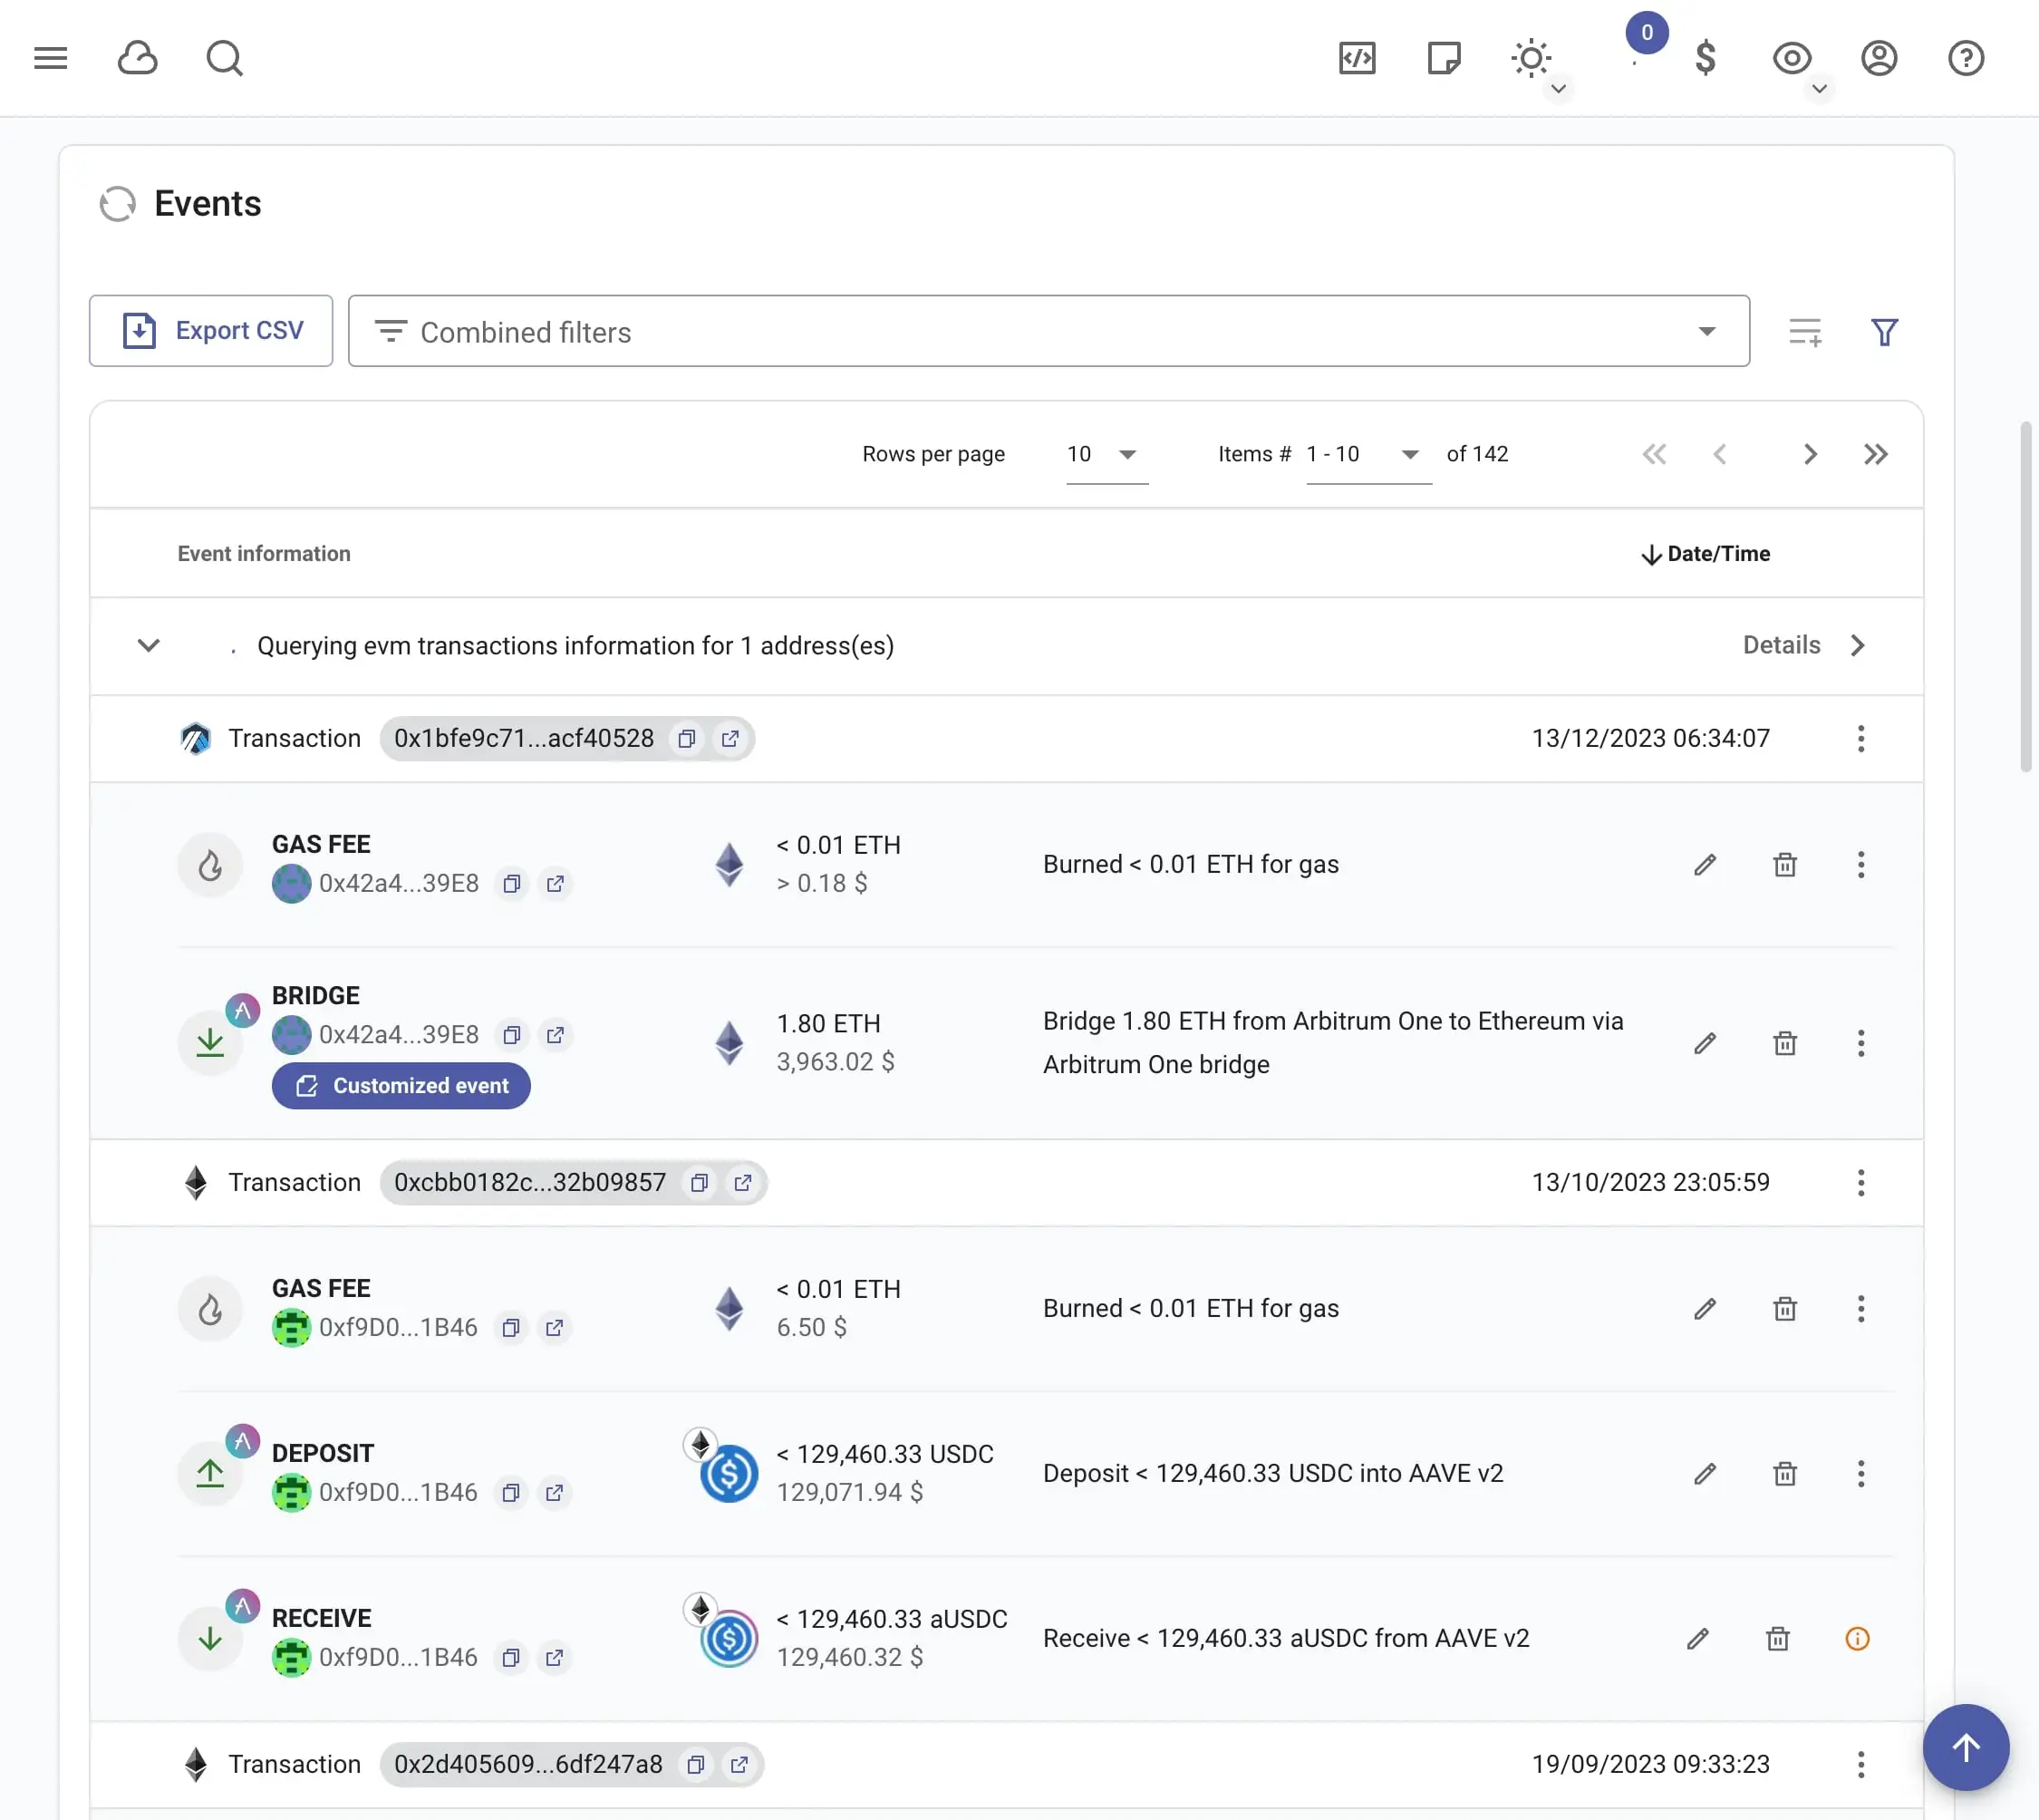 0
Events
Export CSV
Combined filters
Rows per page 10 Items # 1 - 10 of 142
Event information Date/Time
Querying evm transactions information for 1 address(es) Details
Transaction 0x1bfe9c71...acf40528 13/12/2023 06:34:07
GAS FEE
0x42a4...39E8
< 0.01 ETH
> 0.18 $
Burned < 0.01 ETH for gas
BRIDGE
0x42a4...39E8
Customized event
1.80 ETH
3,963.02 $
Bridge 1.80 ETH from Arbitrum One to Ethereum via
Arbitrum One bridge
Transaction 0xcbb0182c...32b09857 13/10/2023 23:05:59
GAS FEE
0xf9D0...1B46
< 0.01 ETH
6.50 $
Burned < 0.01 ETH for gas
DEPOSIT
0xf9D0...1B46
< 129,460.33 USDC
129,071.94 $
Deposit < 129,460.33 USDC into AAVE v2
RECEIVE
0xf9D0...1B46
< 129,460.33 aUSDC
129,460.32 $
Receive < 129,460.33 aUSDC from AAVE v2
Transaction 0x2d405609...6df247a8 19/09/2023 09:33:23